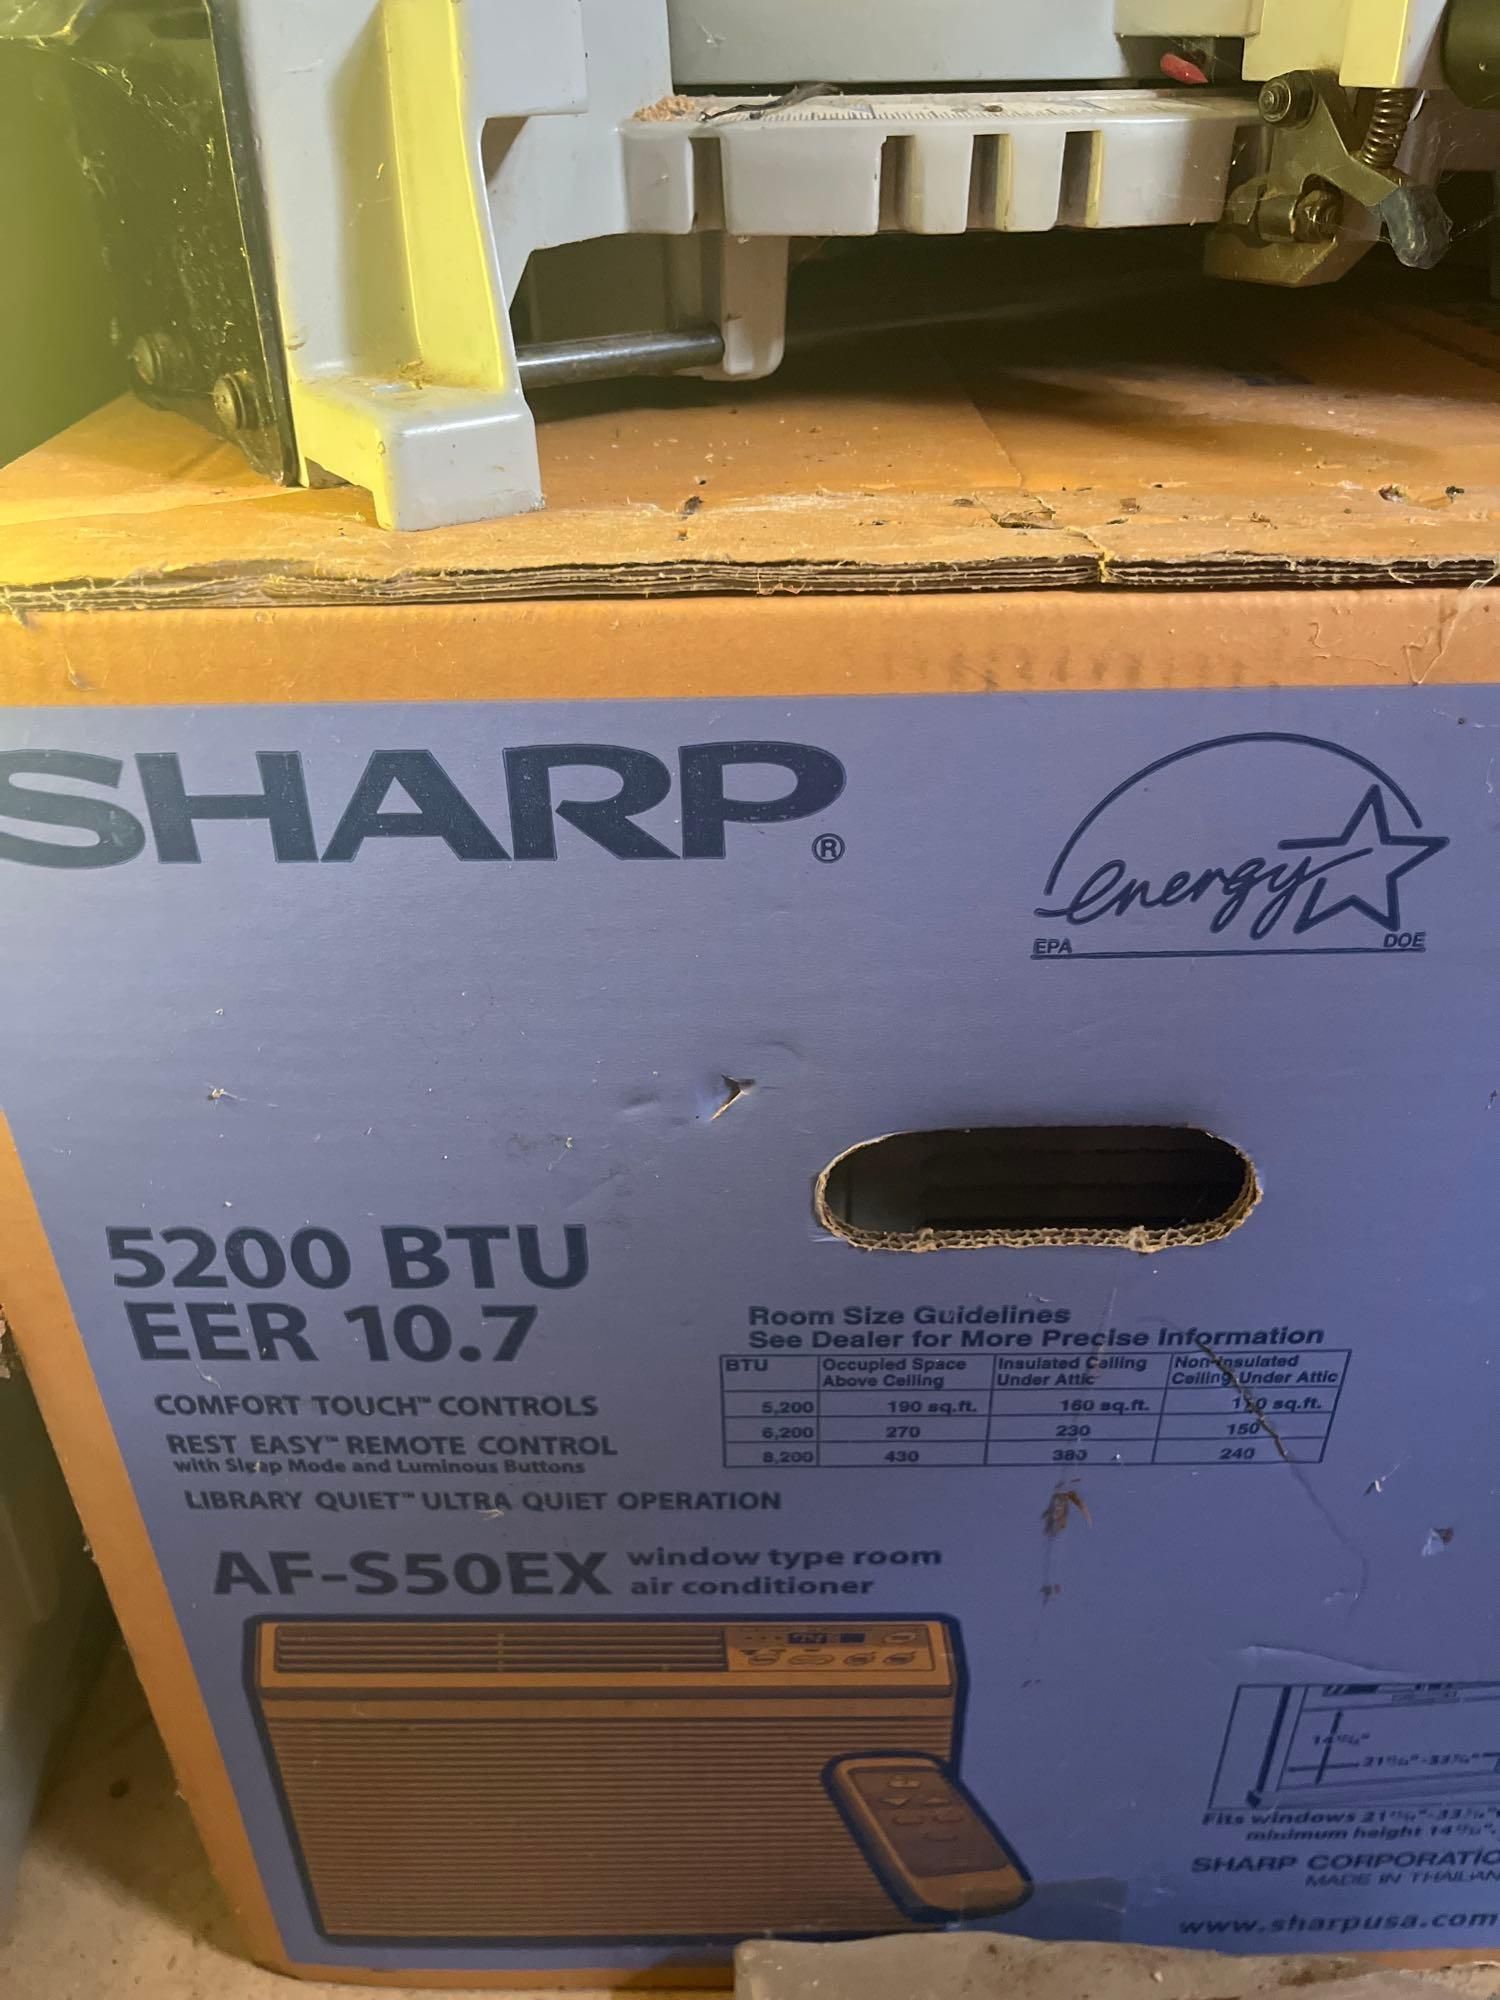 SHARP®
energy
EPA DOE
5200 BTU
EER 10.7
COMFORT TOUCH™ CONTROLS
REST EASY™ REMOTE CONTROL
with Sleep Mode and Luminous Buttons
LIBRARY QUIET™ ULTRA QUIET OPERATION
Room Size Guidelines
See Dealer for More Precise Information
BTU Occupied Space Above Ceiling Insulated Ceiling Under Attic Non-Insulated Ceiling Under Attic
5,200 190 sq.ft. 160 sq.ft. sq.ft.
6,200 270 230 150
8,200 430 380 240
AF-S50EX window type room
air conditioner
Fits windows
minimum height
SHARP CORPORATIO
MADE IN THAILAN
www.sharpusa.com